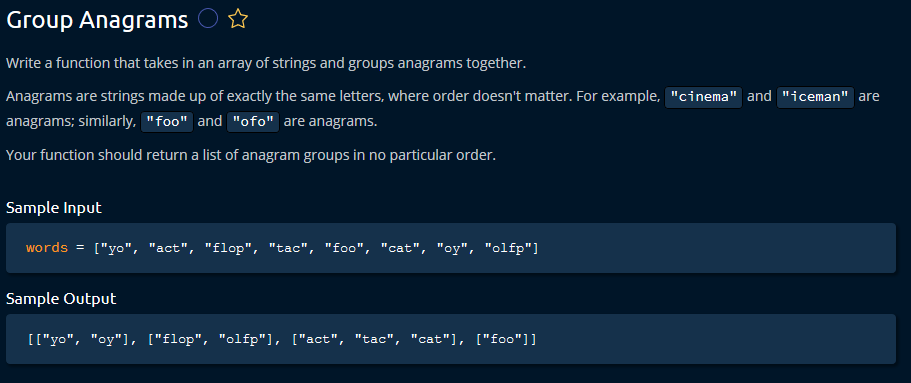 Group Anagrams
Write a function that takes in an array of strings and groups anagrams together.
Anagrams are strings made up of exactly the same letters, where order doesn't matter. For example, "cinema" and "iceman" are
anagrams; similarly, "foo" and "ofo" are anagrams.
Your function should return a list of anagram groups in no particular order.
Sample Input
words = ["yo", "act", "flop", "tac", "foo", "cat", "oy", "olfp"]
Sample Output
[["yo", "oy"], ["flop", "olfp"], ["act", "tac", "cat"], ["foo"]]